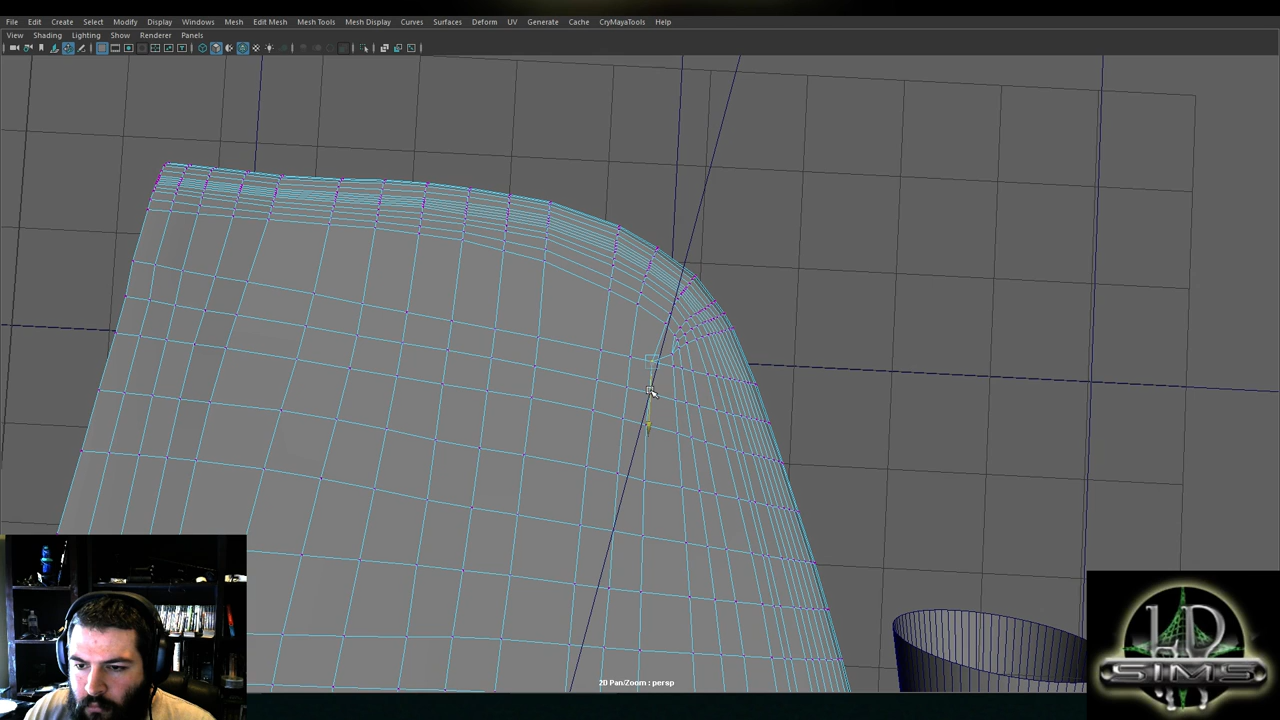 File Edit Create Select Modify Display Windows Mesh Edit Mesh Mesh Tools Mesh Display Curves Surfaces Deform UV Generate Cache CryMayaTools Help
View Shading Lighting Show Renderer Panels
2D Pan/Zoom : persp
HD
SIMS